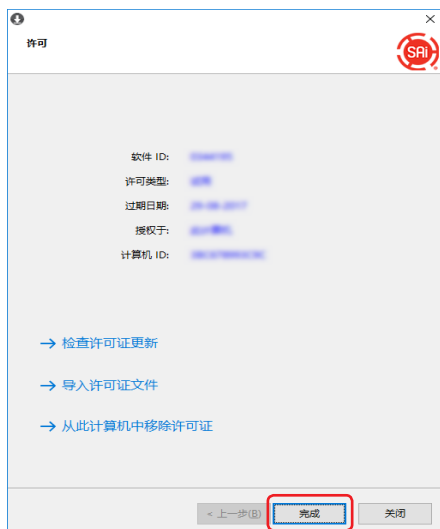 许可
SAi
软件 ID:
许可类型:
过期日期:
授权于:
计算机 ID:
→ 检查许可证更新
→ 导入许可证文件
→ 从此计算机中移除许可证
< 上一步(B) 完成 关闭